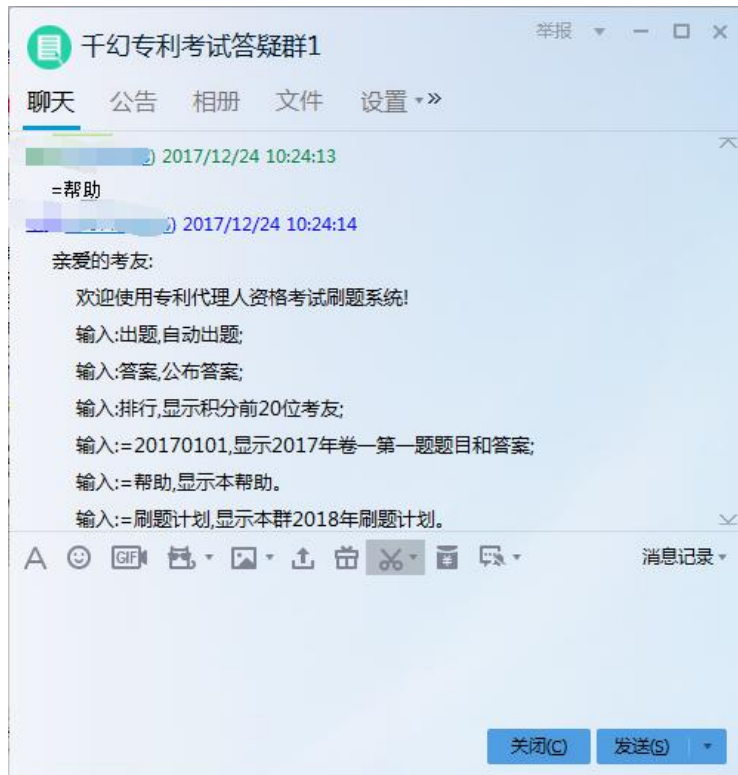 千幻专利考试答疑群1
举报
聊天 公告 相册 文件 设置
) 2017/12/24 10:24:13
=帮助
) 2017/12/24 10:24:14
亲爱的考友:
欢迎使用专利代理人资格考试刷题系统!
输入:出题,自动出题;
输入:答案,公布答案;
输入:排行,显示积分前20位考友;
输入:=20170101,显示2017年卷一第一题题目和答案;
输入:=帮助,显示本帮助。
输入:=刷题计划,显示本群2018年刷题计划。
GIF
消息记录
关闭(C) 发送(S)